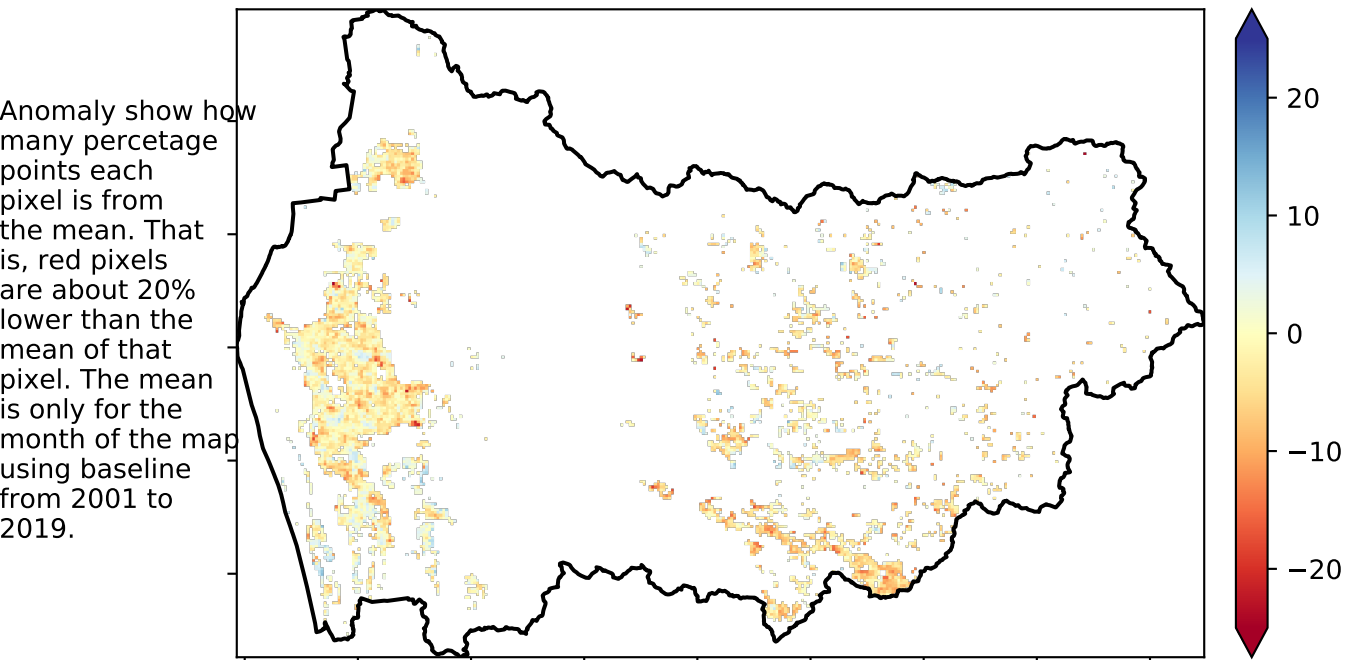 Anomaly show how
many percetage
points each
pixel is from
the mean. That
is, red pixels
are about 20%
lower than the
mean of that
pixel. The mean
is only for the
month of the map
using baseline
from 2001 to
2019.
20
10
0
−10
−20